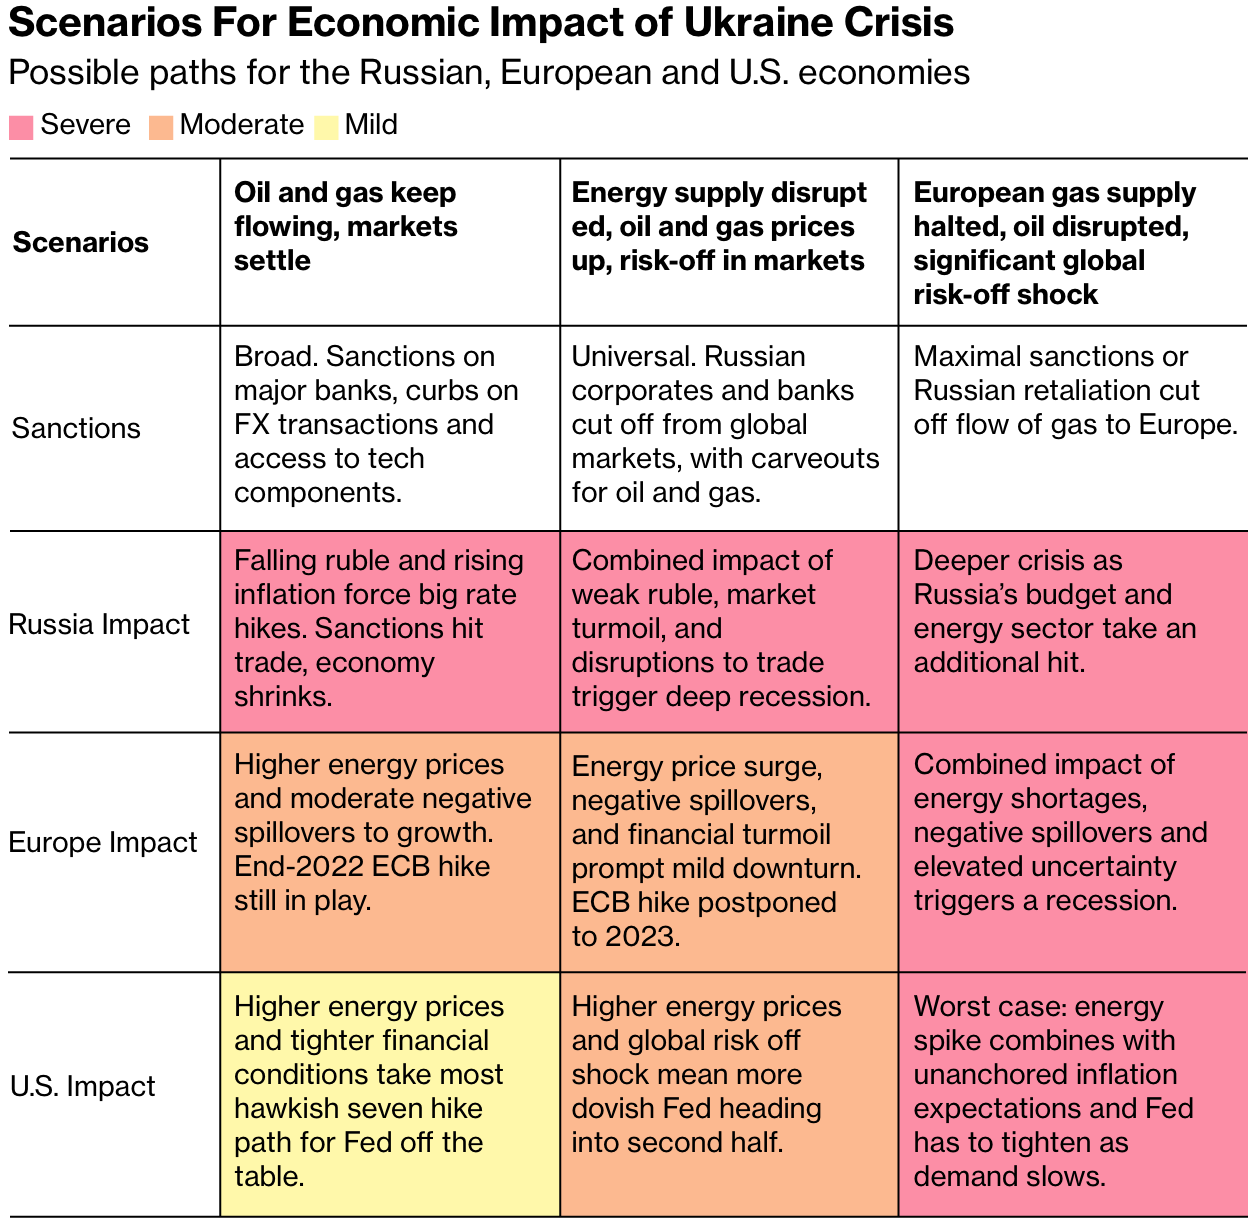 Scenarios For Economic Impact of Ukraine Crisis
Possible paths for the Russian, European and U.S. economies
Severe Moderate Mild
Scenarios
Oil and gas keep
flowing, markets
settle
Energy supply disrupt
ed, oil and gas prices
up, risk-off in markets
European gas supply
halted, oil disrupted,
significant global
risk-off shock
Sanctions
Broad. Sanctions on
major banks, curbs on
FX transactions and
access to tech
components.
Universal. Russian
corporates and banks
cut off from global
markets, with carveouts
for oil and gas.
Maximal sanctions or
Russian retaliation cut
off flow of gas to Europe.
Russia Impact
Falling ruble and rising
inflation force big rate
hikes. Sanctions hit
trade, economy
shrinks.
Combined impact of
weak ruble, market
turmoil, and
disruptions to trade
trigger deep recession.
Deeper crisis as
Russia’s budget and
energy sector take an
additional hit.
Europe Impact
Higher energy prices
and moderate negative
spillovers to growth.
End-2022 ECB hike
still in play.
Energy price surge,
negative spillovers,
and financial turmoil
prompt mild downturn.
ECB hike postponed
to 2023.
Combined impact of
energy shortages,
negative spillovers and
elevated uncertainty
triggers a recession.
U.S. Impact
Higher energy prices
and tighter financial
conditions take most
hawkish seven hike
path for Fed off the
table.
Higher energy prices
and global risk off
shock mean more
dovish Fed heading
into second half.
Worst case: energy
spike combines with
unanchored inflation
expectations and Fed
has to tighten as
demand slows.